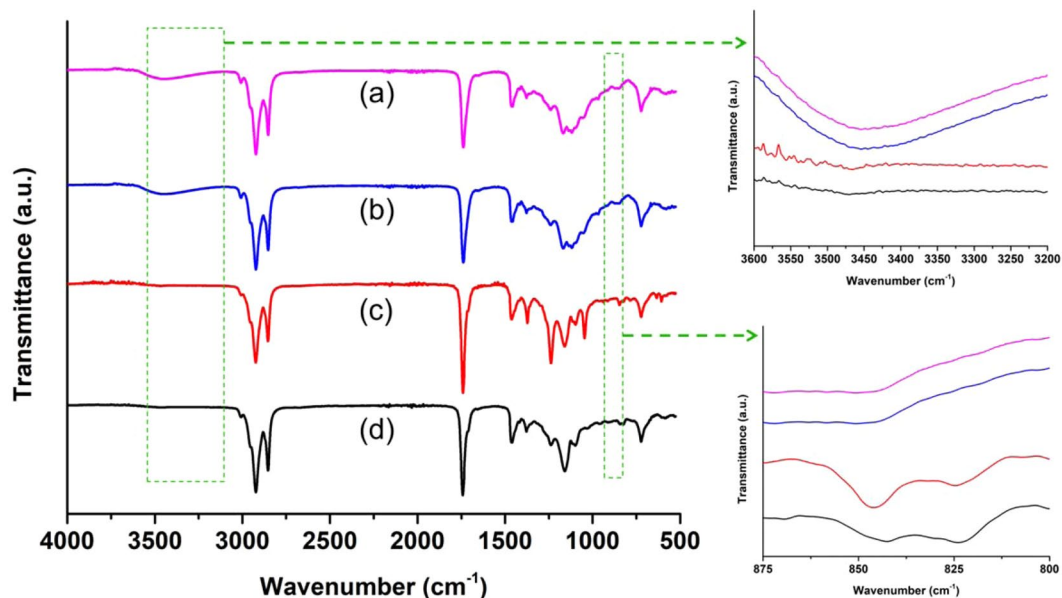 Transmittance (a.u.)
(a)
(b)
(c)
(d)
4000 3500 3000 2500 2000 1500 1000 500
Wavenumber (cm⁻¹)
Transmittance (a.u.)
3600 3550 3500 3450 3400 3350 3300 3250 3200
Wavenumber (cm⁻¹)
Transmittance (a.u.)
875 850 825 800
Wavenumber (cm⁻¹)